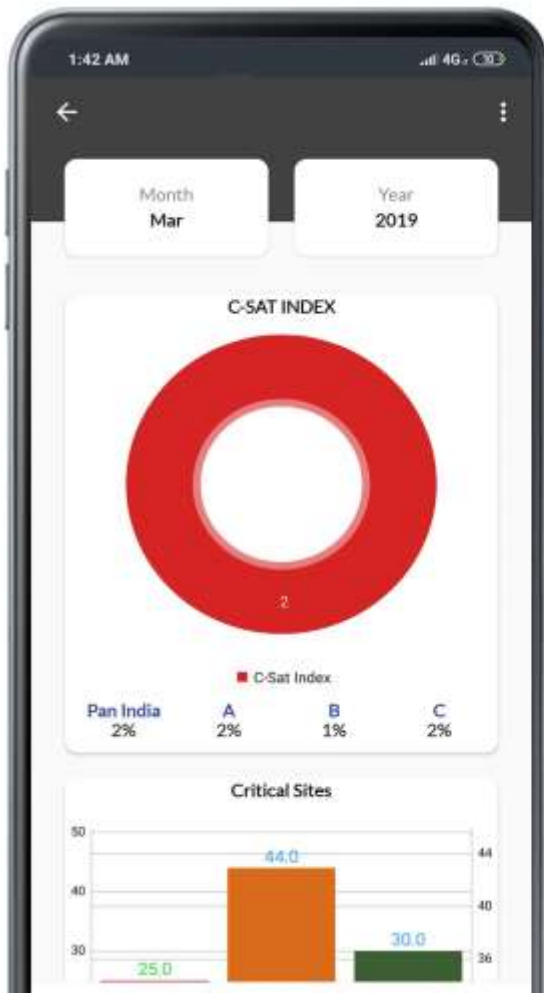 1:42 AM 4G 30
Month
Mar
Year
2019
C-SAT INDEX
2
C-Sat Index
Pan India A B C
2% 2% 1% 2%
Critical Sites
50
44.0
44
40
40
30.0
30
36
25.0